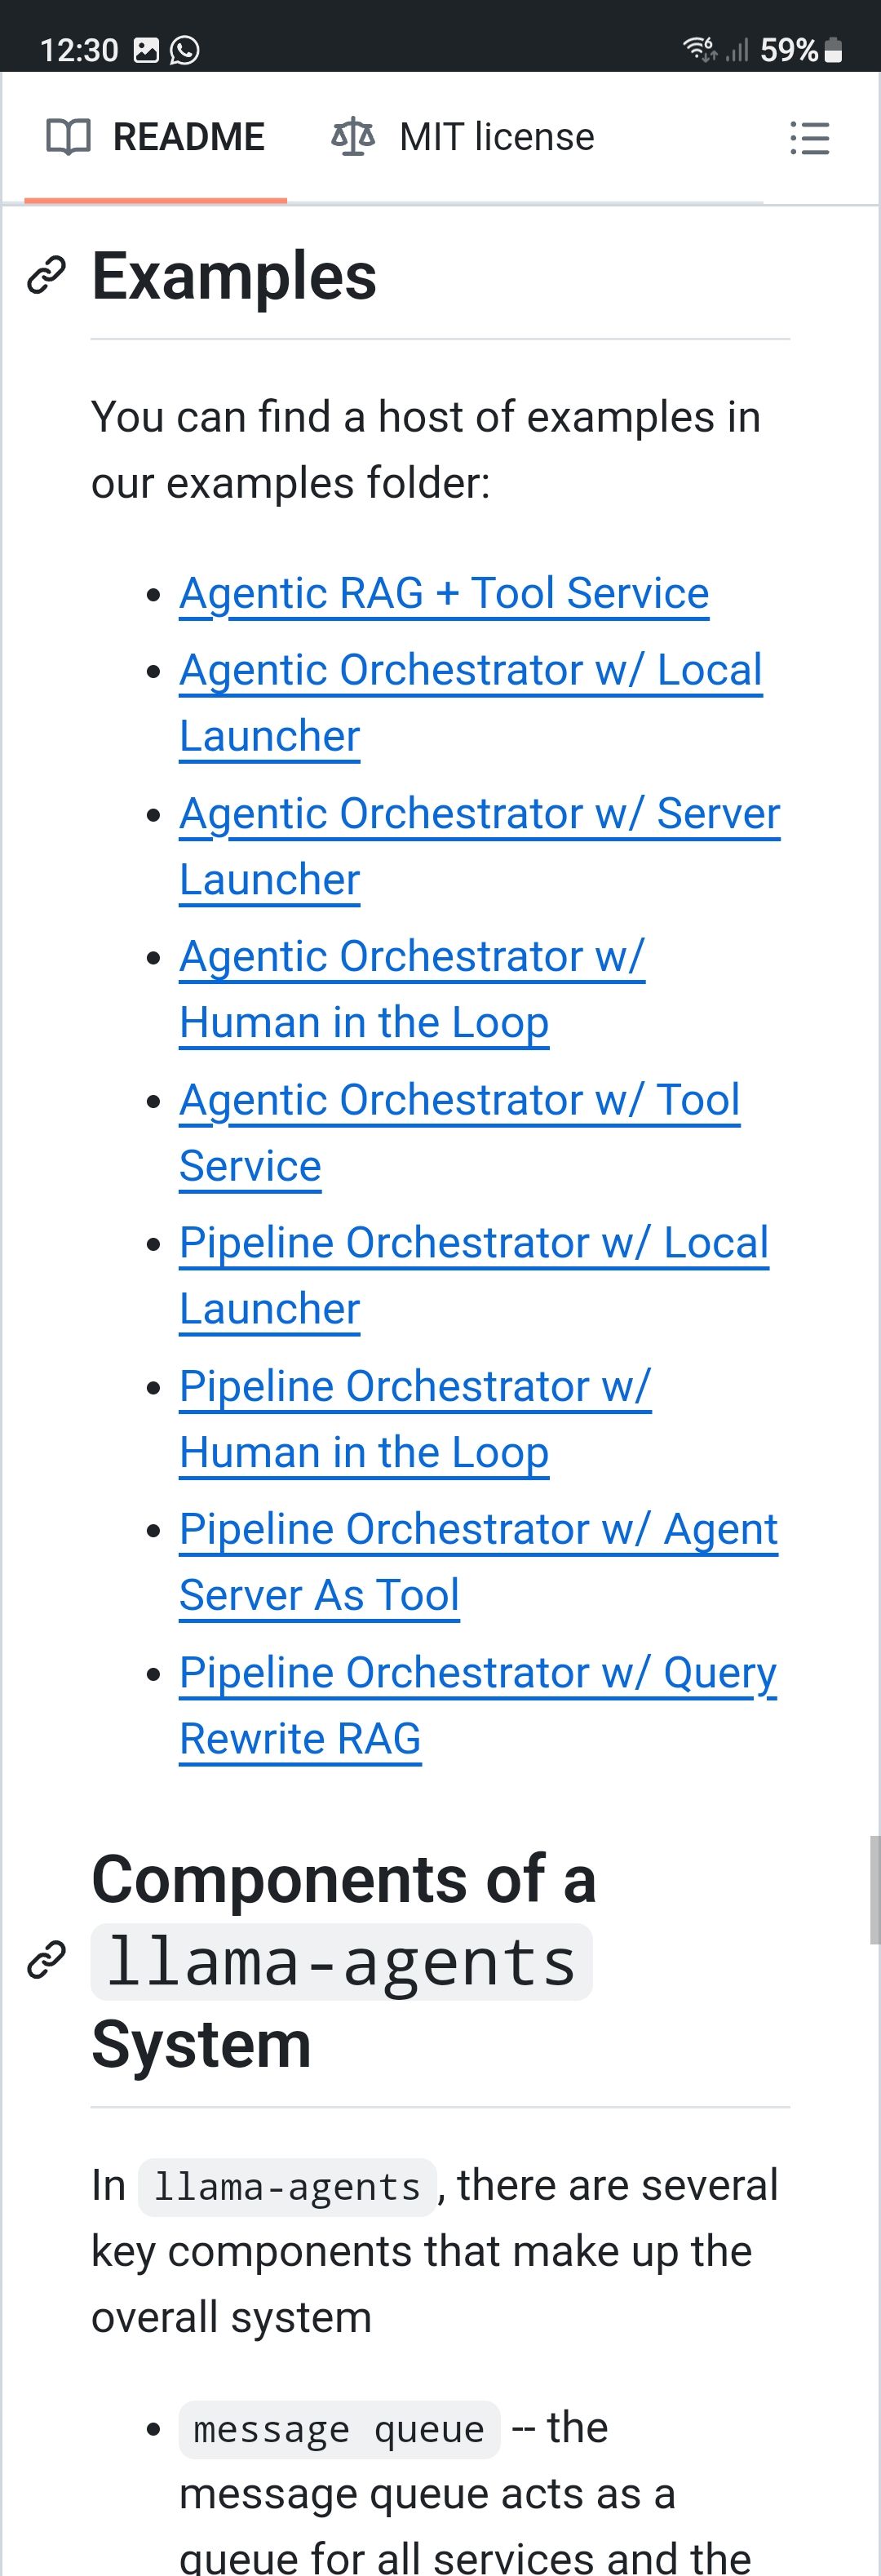 12:30 59%
README MIT license
Examples
You can find a host of examples in
our examples folder:
• Agentic RAG + Tool Service
• Agentic Orchestrator w/ Local
Launcher
• Agentic Orchestrator w/ Server
Launcher
• Agentic Orchestrator w/
Human in the Loop
• Agentic Orchestrator w/ Tool
Service
• Pipeline Orchestrator w/ Local
Launcher
• Pipeline Orchestrator w/
Human in the Loop
• Pipeline Orchestrator w/ Agent
Server As Tool
• Pipeline Orchestrator w/ Query
Rewrite RAG
Components of a
llama-agents
System
In llama-agents, there are several
key components that make up the
overall system
• message queue -- the
message queue acts as a
queue for all services and the